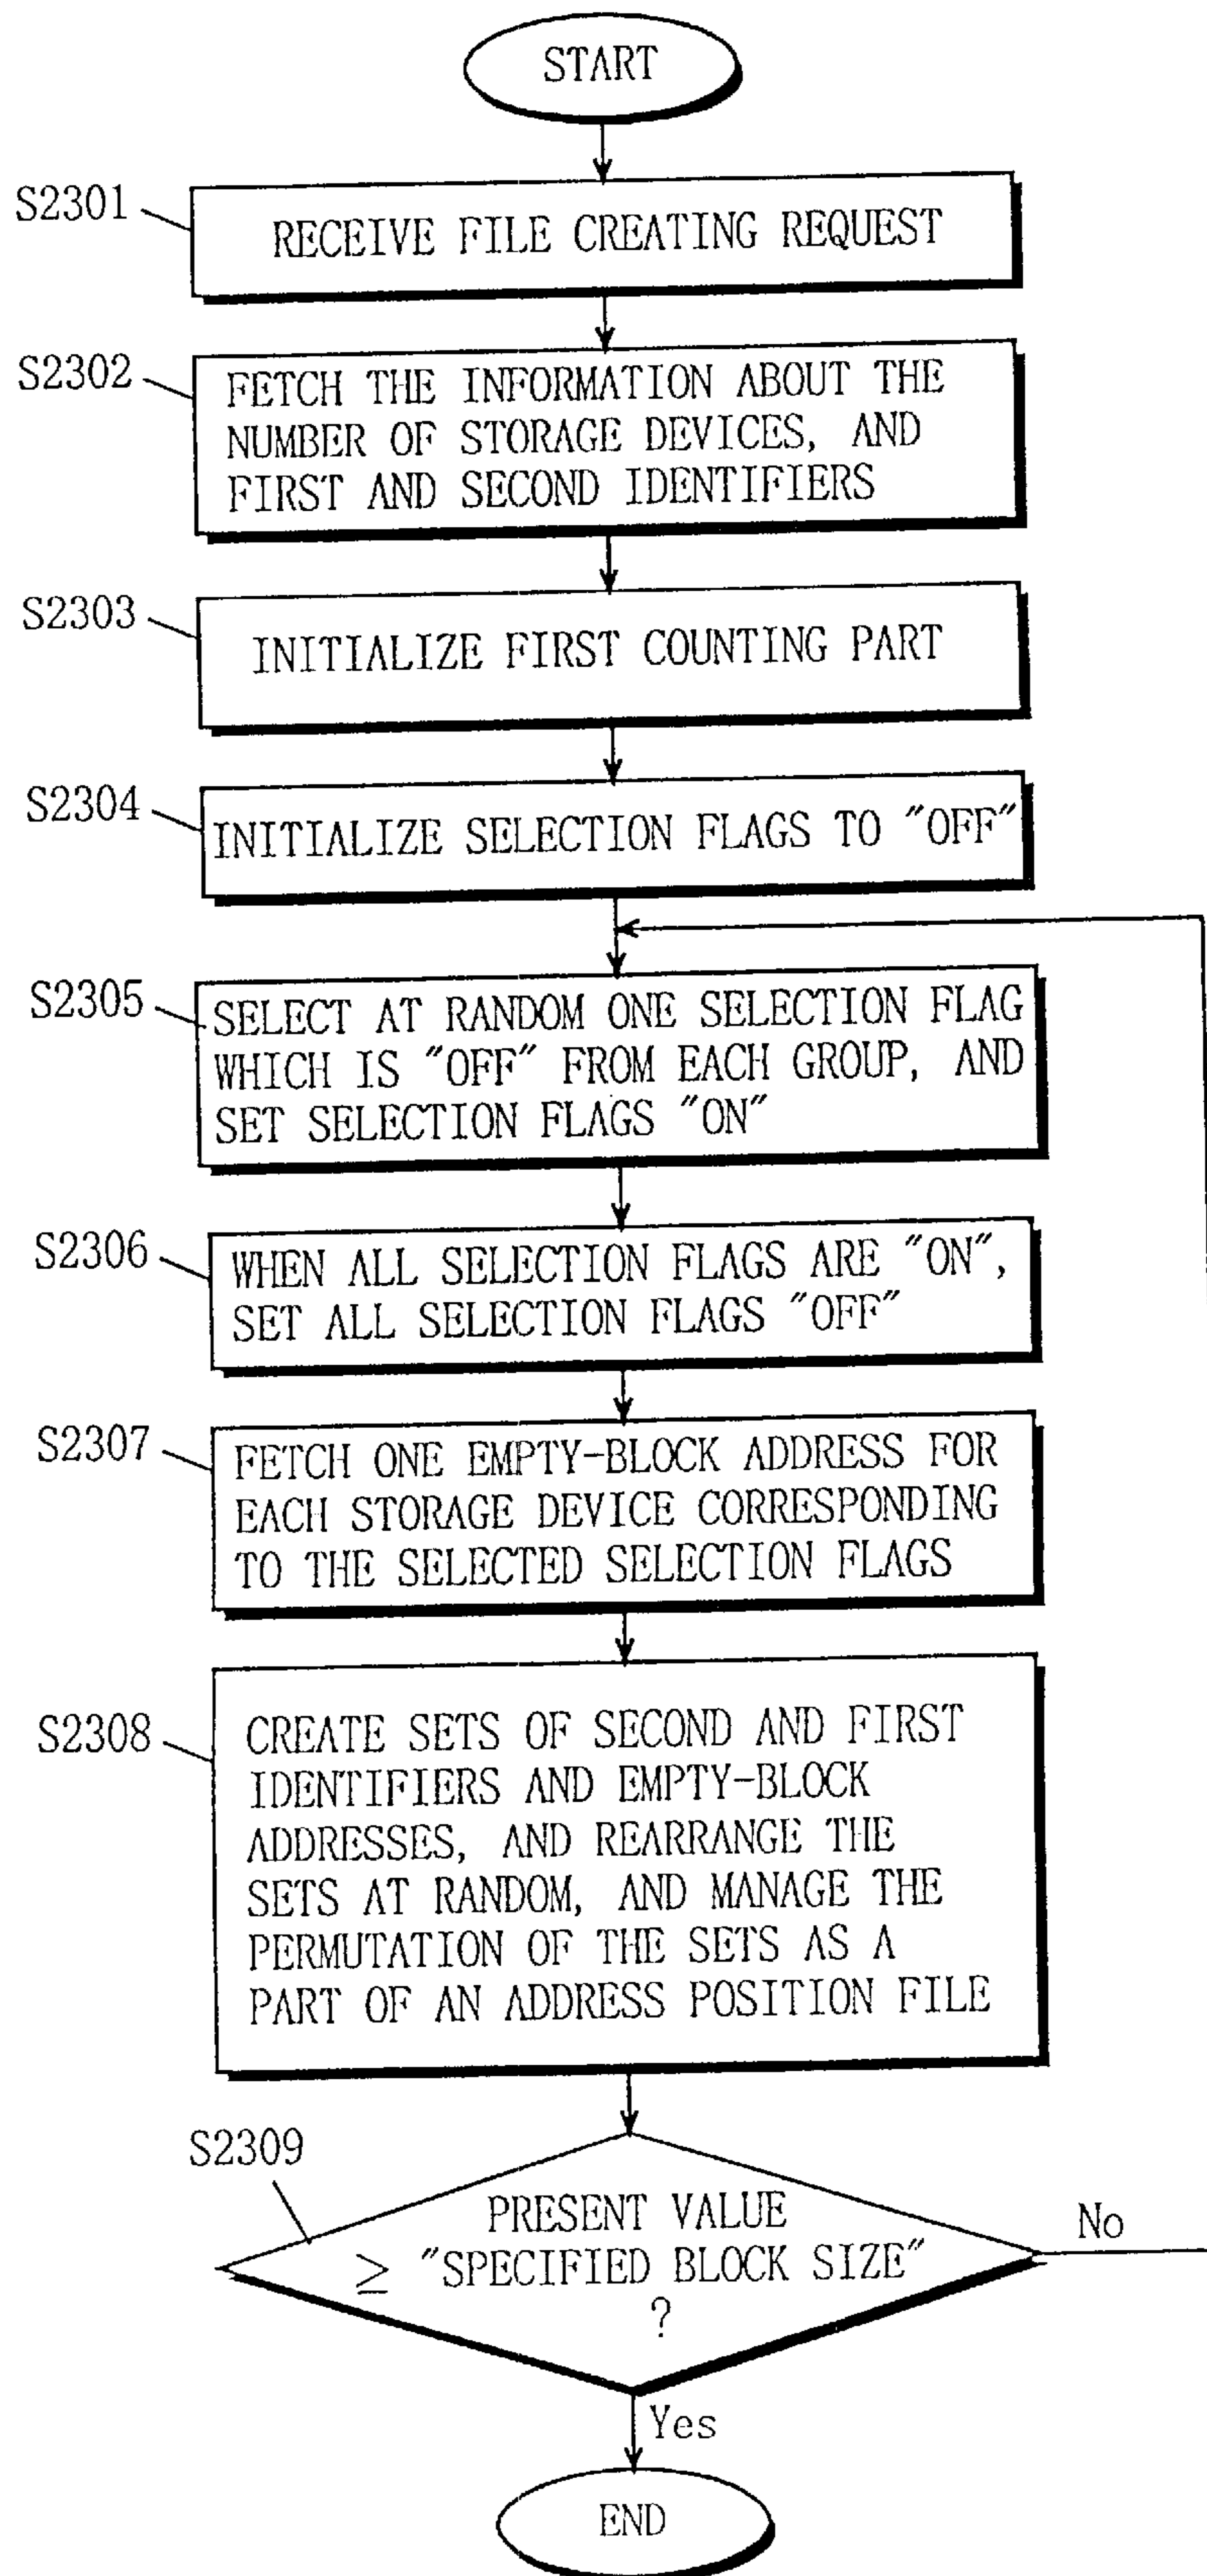 START
S2301
RECEIVE FILE CREATING REQUEST
S2302
FETCH THE INFORMATION ABOUT THE
NUMBER OF STORAGE DEVICES, AND
FIRST AND SECOND IDENTIFIERS
S2303
INITIALIZE FIRST COUNTING PART
S2304
INITIALIZE SELECTION FLAGS TO "OFF"
S2305
SELECT AT RANDOM ONE SELECTION FLAG
WHICH IS "OFF" FROM EACH GROUP, AND
SET SELECTION FLAGS "ON"
S2306
WHEN ALL SELECTION FLAGS ARE "ON",
SET ALL SELECTION FLAGS "OFF"
S2307
FETCH ONE EMPTY-BLOCK ADDRESS FOR
EACH STORAGE DEVICE CORRESPONDING
TO THE SELECTED SELECTION FLAGS
S2308
CREATE SETS OF SECOND AND FIRST
IDENTIFIERS AND EMPTY-BLOCK
ADDRESSES, AND REARRANGE THE
SETS AT RANDOM, AND MANAGE THE
PERMUTATION OF THE SETS AS A
PART OF AN ADDRESS POSITION FILE
S2309
PRESENT VALUE
≥ "SPECIFIED BLOCK SIZE"
?
No
Yes
END